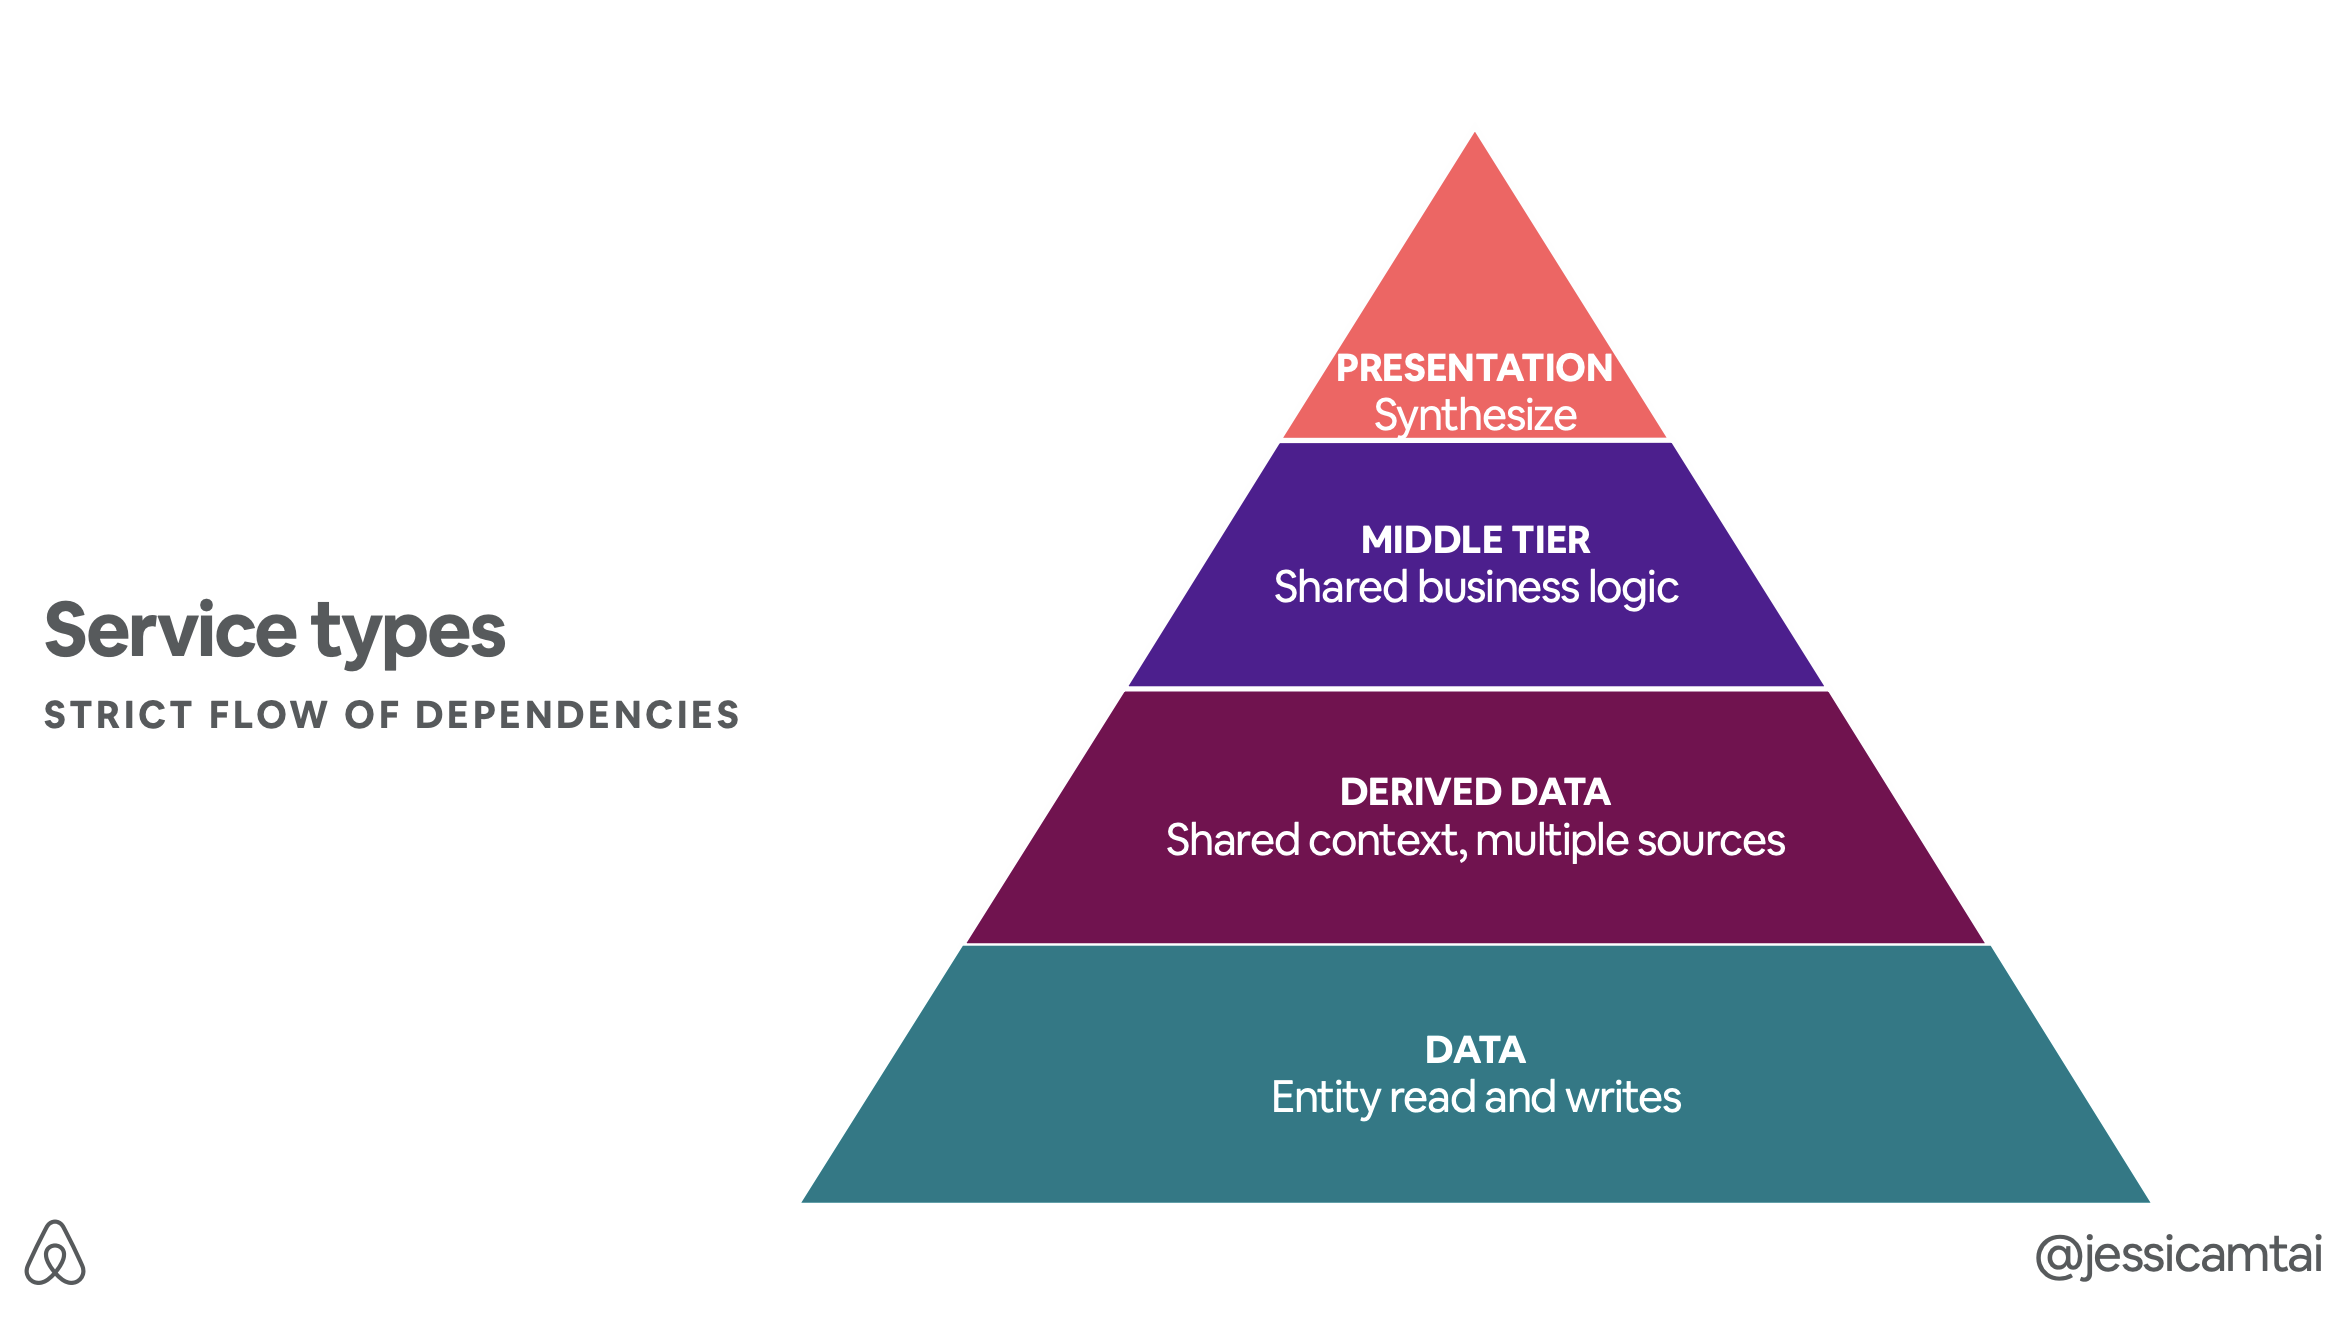 Service types
STRICT FLOW OF DEPENDENCIES
PRESENTATION
Synthesize
MIDDLE TIER
Shared business logic
DERIVED DATA
Shared context, multiple sources
DATA
Entity read and writes
@jessicamtai